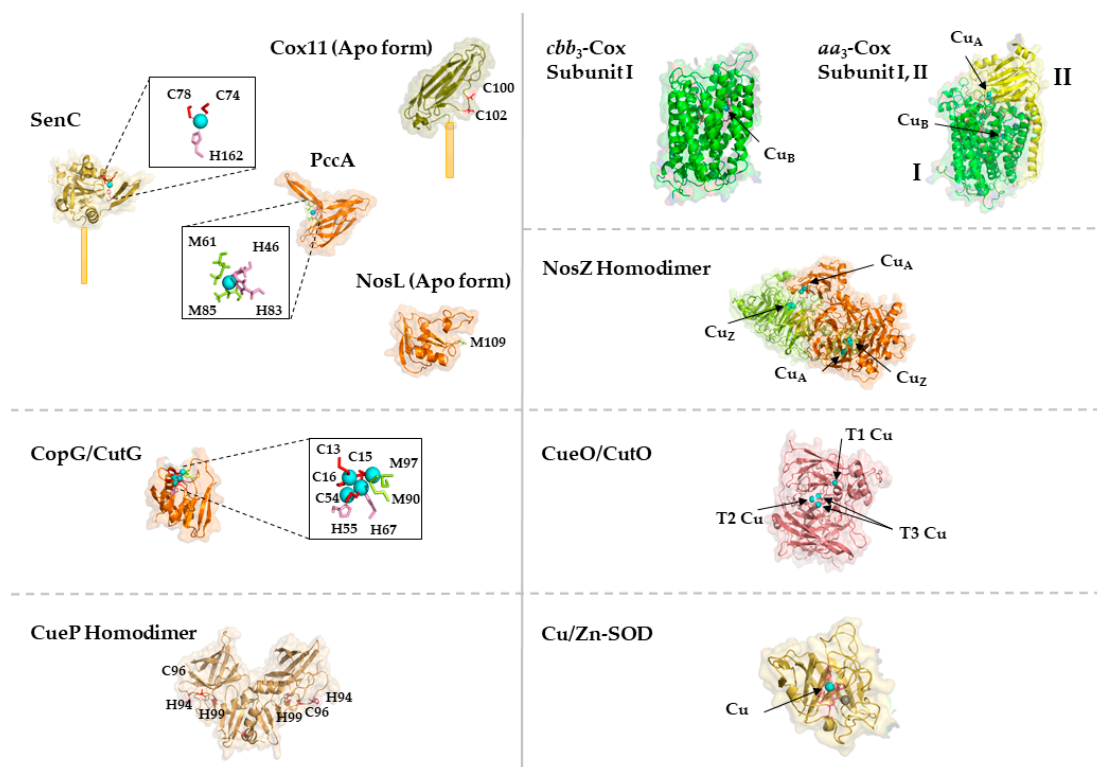 Cox11 (Apo form)
C100
C102
SenC
C78
C74
H162
PccA
M61
H46
M85
H83
NosL (Apo form)
M109
cbb3-Cox
Subunit I
CuB
aa3-Cox
Subunit I, II
CuA
II
CuB
I
NosZ Homodimer
CuA
CuZ
CuA
CuZ
CopG/CutG
C13
C15
C16
M97
C54
M90
H55
H67
CueO/CutO
T1 Cu
T2 Cu
T3 Cu
CueP Homodimer
C96
H94
H94
H99
H99
C96
Cu/Zn-SOD
Cu